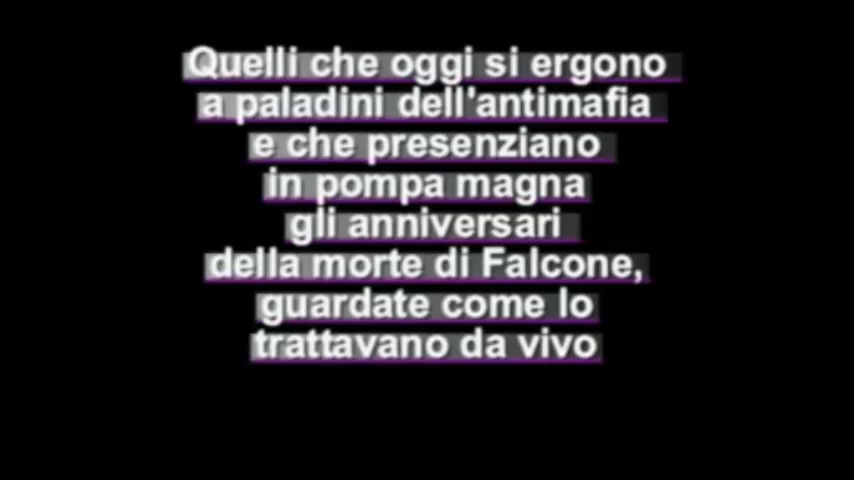 Quelli che oggi si ergono
a paladini dell'antimafia
e che presenziano
in pompa magna
gli anniversari
della morte di Falcone,
guardate come lo
trattavano da vivo